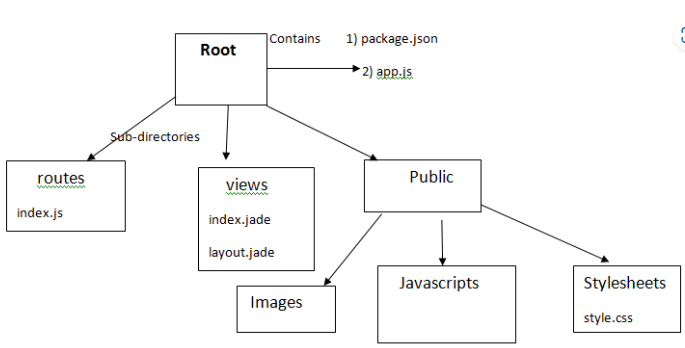 Root
Contains 1) package.json
2) app.js
Sub-directories
routes
index.js
views
index.jade
layout.jade
Public
Images
Javascripts
Stylesheets
style.css